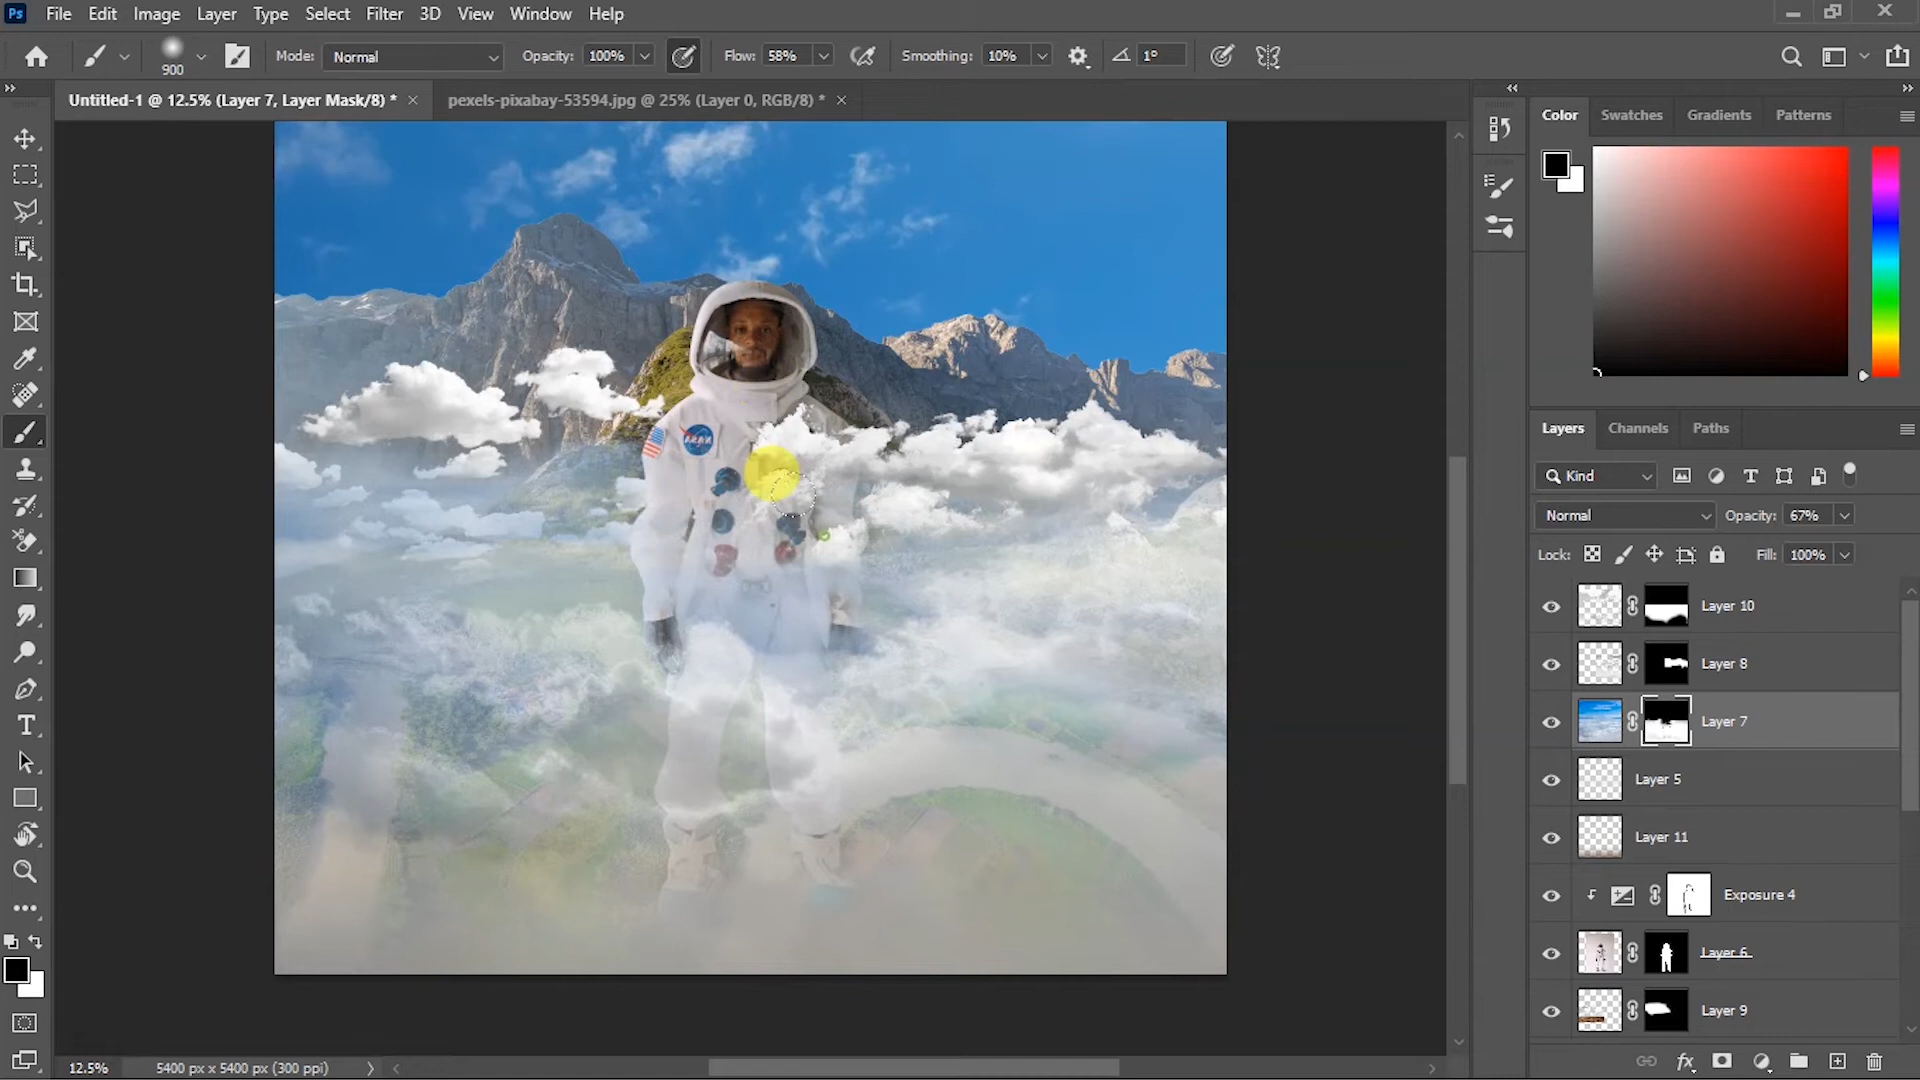 Ps File Edit Image Layer Type Select Filter 3D View Window Help
900 Mode: Normal Opacity: 100% Flow: 58% Smoothing: 10% 1°
Untitled-1 @ 12.5% (Layer 7, Layer Mask/8) * × pexels-pixabay-53594.jpg @ 25% (Layer 0, RGB/8) * ×
Color Swatches Gradients Patterns
NASA
Layers Channels Paths
Kind
Normal Opacity: 67%
Lock: Fill: 100%
Layer 10
Layer 8
Layer 7
Layer 5
Layer 11
Exposure 4
Layer 6
Layer 9
12.5% 5400 px x 5400 px (300 ppi)